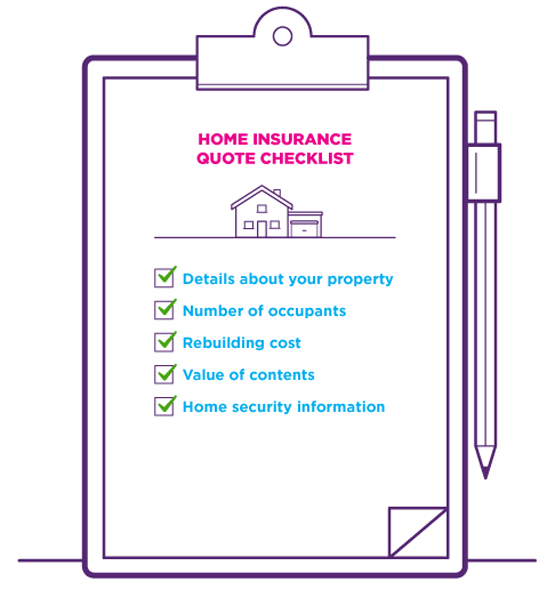 HOME INSURANCE
QUOTE CHECKLIST
Details about your property
Number of occupants
Rebuilding cost
Value of contents
Home security information